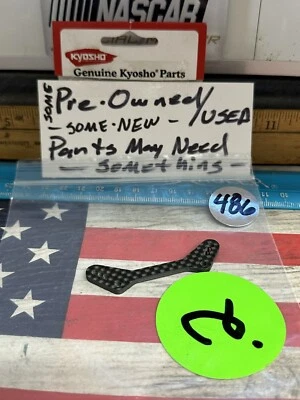 NASCAR
KYOSHO
Genuine Kyosho Parts
SOME
Pre-Owned/
- SOME-NEW - /USED
Parts May Need
- Something -
486
2.